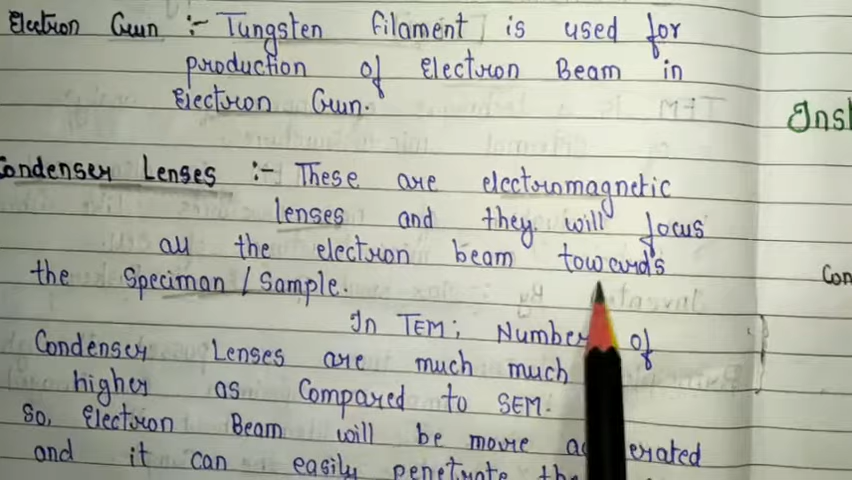 Electron Gun :- Tungsten filament is used for
production of Electron Beam in
Electron Gun.
Condenser Lenses :- These are electromagnetic
lenses and they will focus
all the electron beam towards
the Speciman / Sample.
In TEM; Number of
Condenser Lenses are much much
higher as Compared to SEM.
So, Electron Beam will be more
and it can easily penetrate the